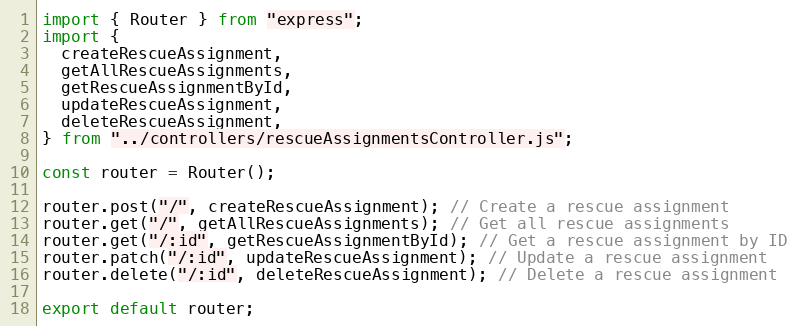 1 import { Router } from "express";
2 import {
3   createRescueAssignment,
4   getAllRescueAssignments,
5   getRescueAssignmentById,
6   updateRescueAssignment,
7   deleteRescueAssignment,
8 } from "../controllers/rescueAssignmentsController.js";
9
10 const router = Router();
11
12 router.post("/", createRescueAssignment); // Create a rescue assignment
13 router.get("/", getAllRescueAssignments); // Get all rescue assignments
14 router.get("/:id", getRescueAssignmentById); // Get a rescue assignment by ID
15 router.patch("/:id", updateRescueAssignment); // Update a rescue assignment
16 router.delete("/:id", deleteRescueAssignment); // Delete a rescue assignment
17
18 export default router;